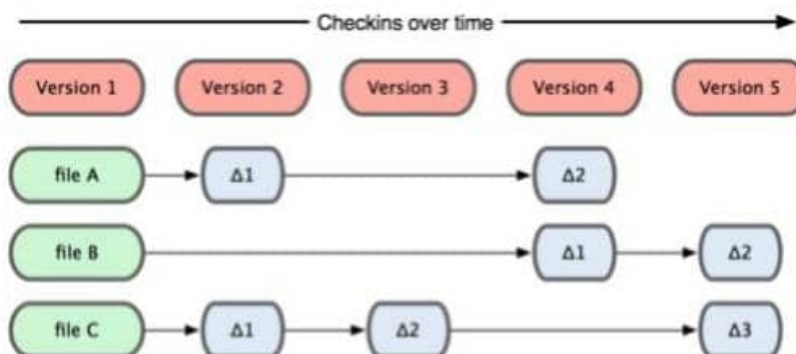 Checkins over time
Version 1 Version 2 Version 3 Version 4 Version 5
file A Δ1 Δ2
file B Δ1 Δ2
file C Δ1 Δ2 Δ3